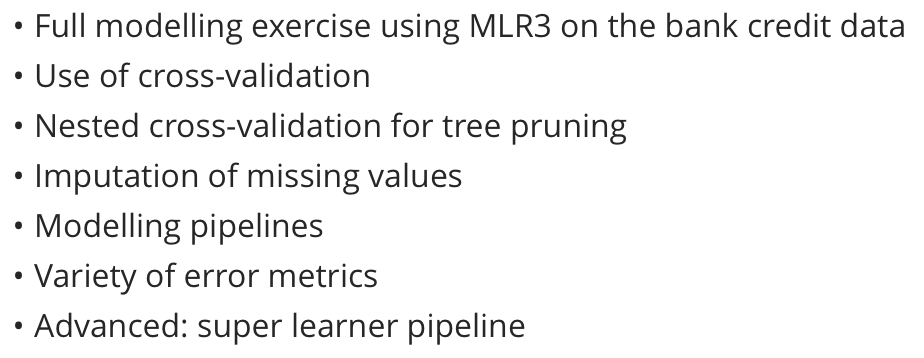 • Full modelling exercise using MLR3 on the bank credit data
• Use of cross-validation
• Nested cross-validation for tree pruning
• Imputation of missing values
• Modelling pipelines
• Variety of error metrics
• Advanced: super learner pipeline